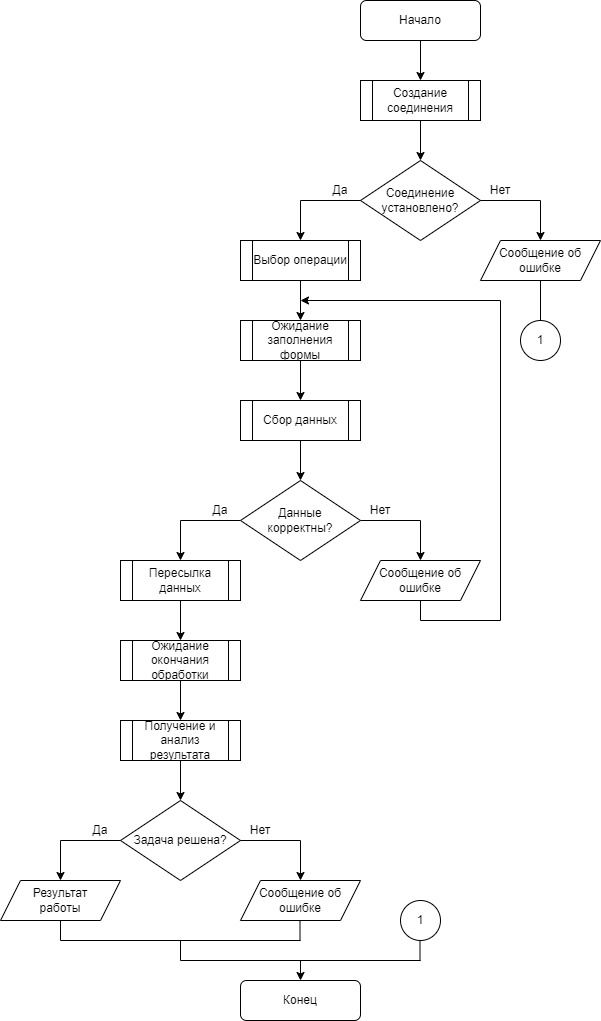 Начало
Создание
соединения
Соединение
установлено?
Да
Нет
Выбор операции
Сообщение об
ошибке
1
Ожидание
заполнения
формы
Сбор данных
Данные
корректны?
Да
Нет
Пересылка
данных
Сообщение об
ошибке
Ожидание
окончания
обработки
Получение и
анализ
результата
Задача решена?
Да
Нет
Результат
работы
Сообщение об
ошибке
1
Конец